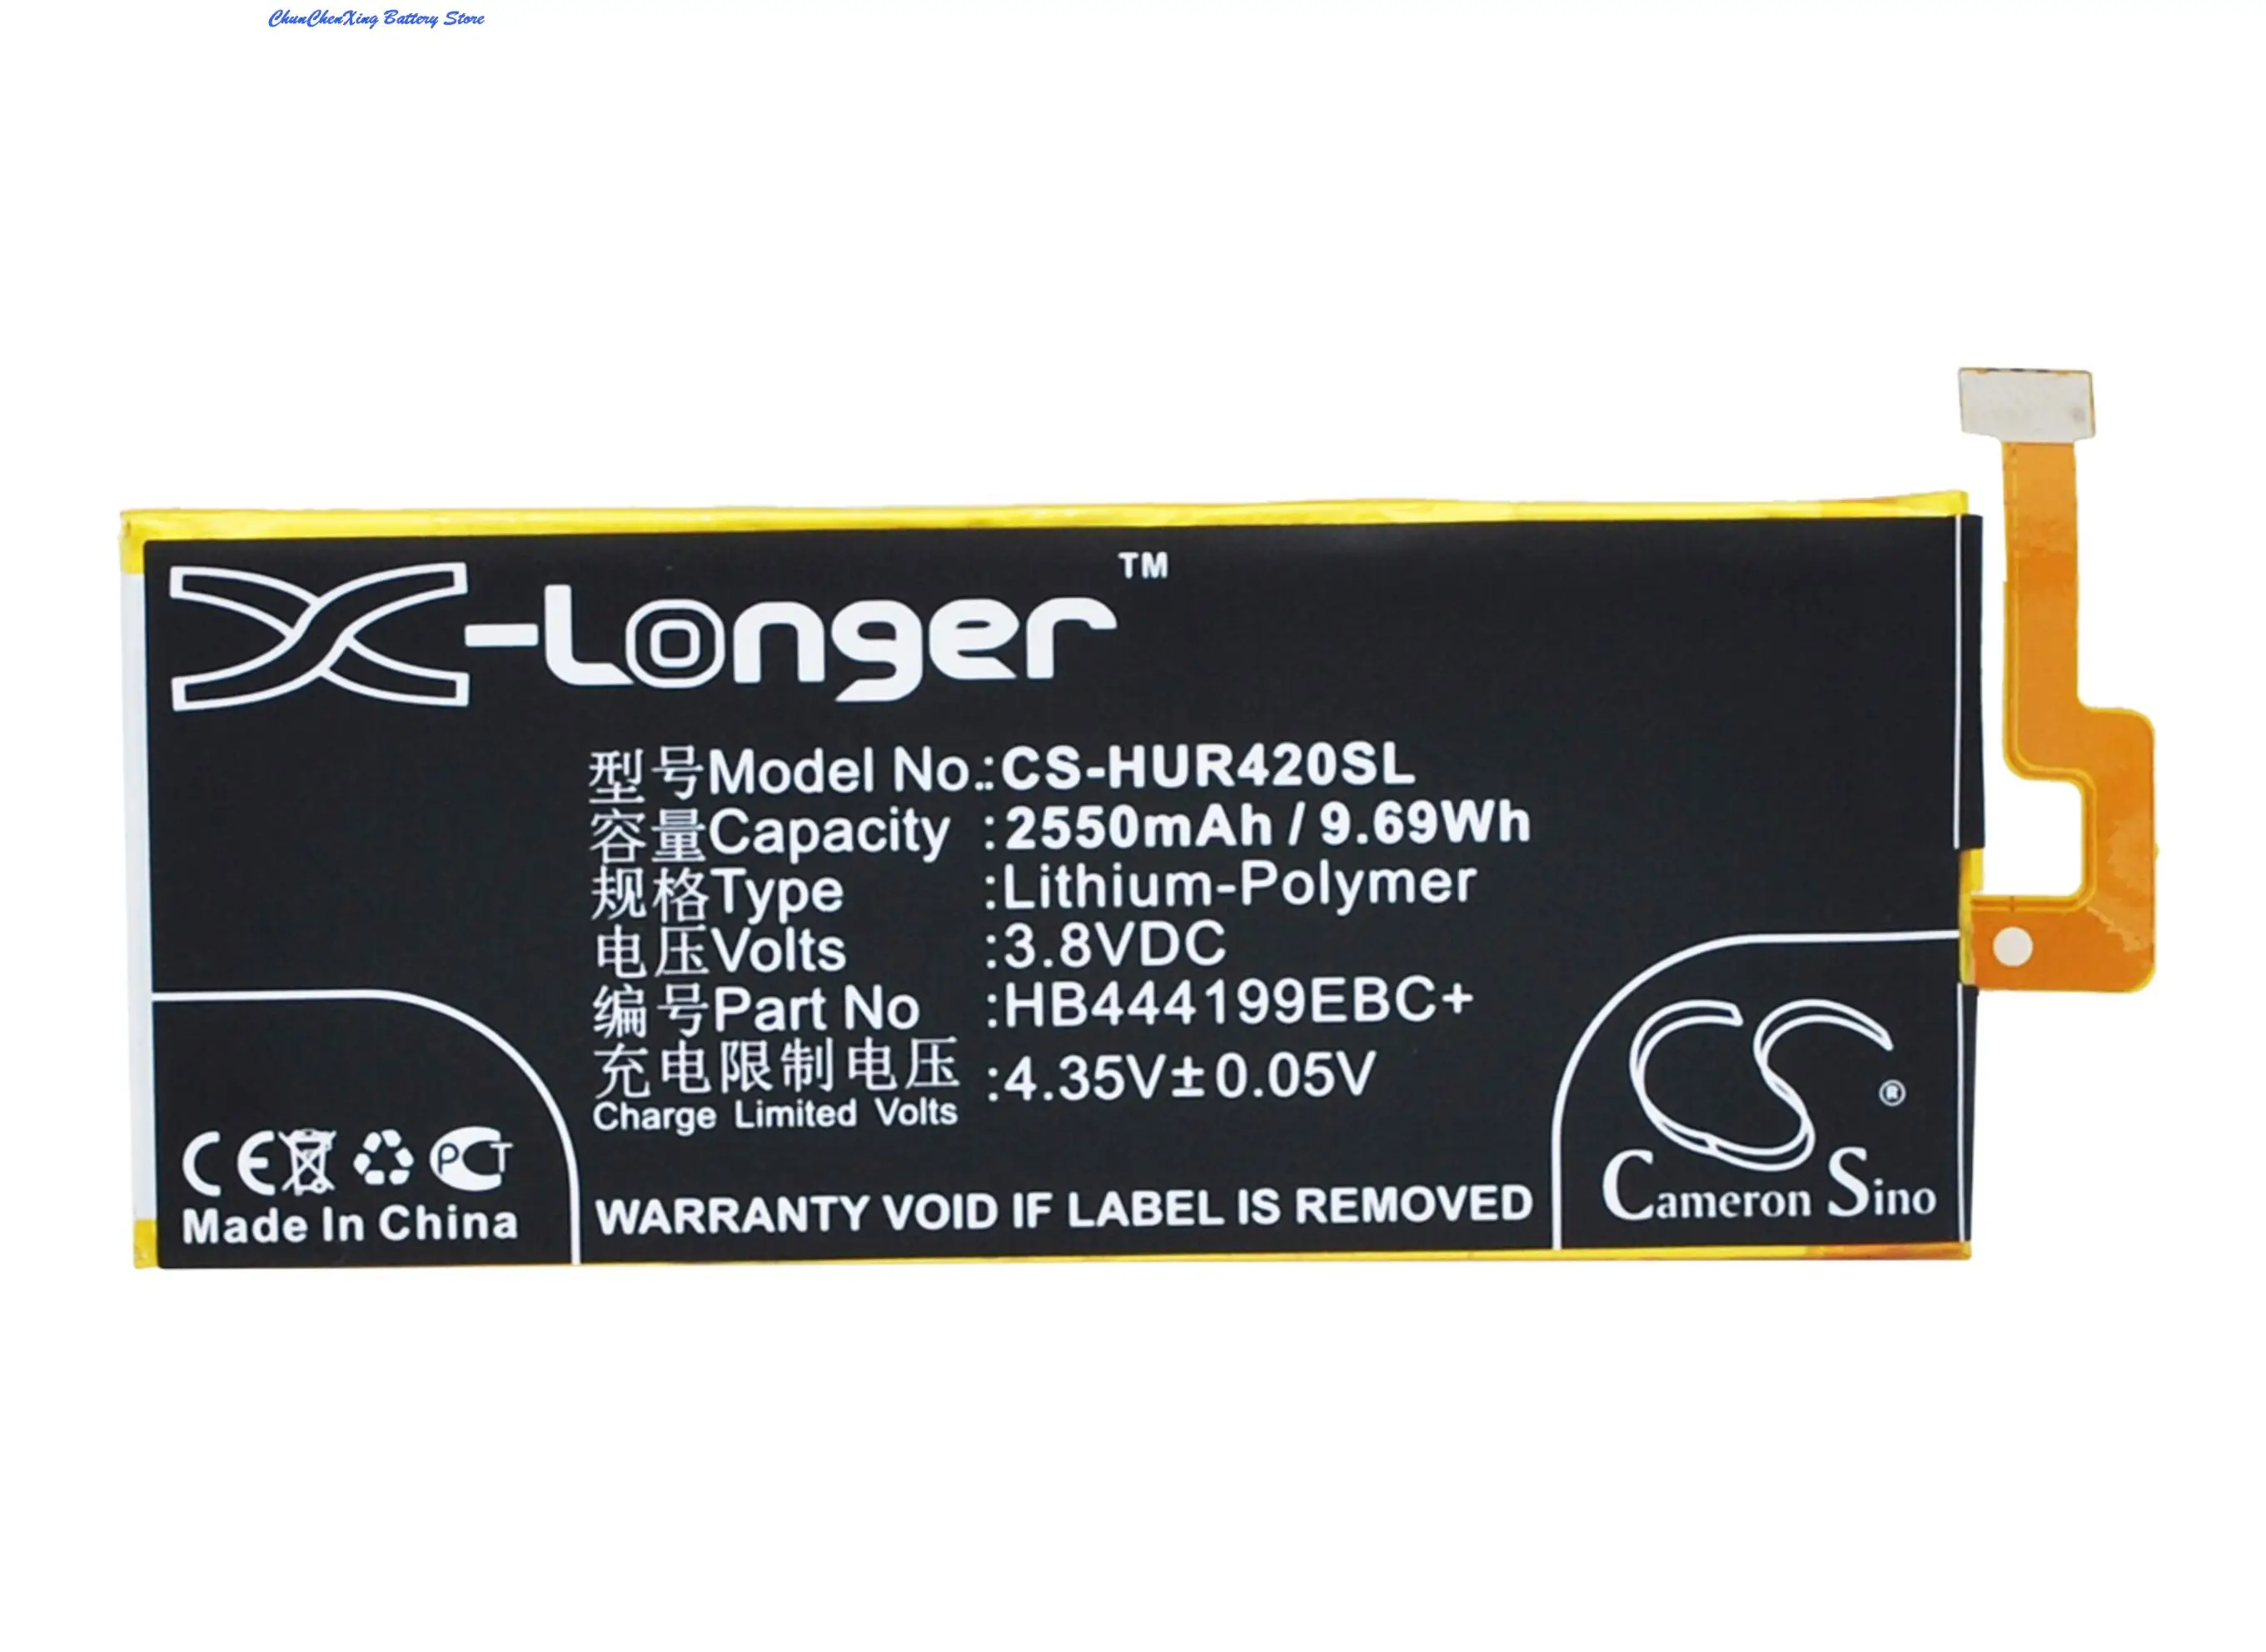 ChunChenXing Battery Store
X-Longer™
型号Model No.:CS-HUR420SL
容量Capacity :2550mAh / 9.69Wh
规格Type :Lithium-Polymer
电压Volts :3.8VDC
编号Part No :HB444199EBC+
充电限制电压 :4.35V±0.05V
Charge Limited Volts
CE PCT
Made In China
WARRANTY VOID IF LABEL IS REMOVED
CS®
Cameron Sino